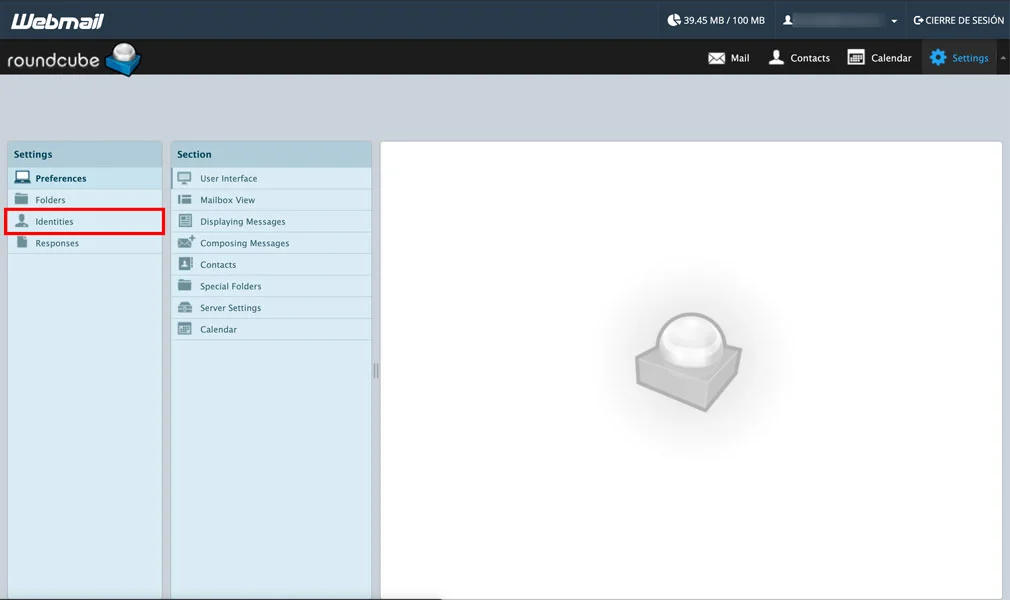 Webmail
39.45 MB / 100 MB
CIERRE DE SESIÓN
roundcube
Mail
Contacts
Calendar
Settings
Settings
Preferences
Folders
Identities
Responses
Section
User Interface
Mailbox View
Displaying Messages
Composing Messages
Contacts
Special Folders
Server Settings
Calendar